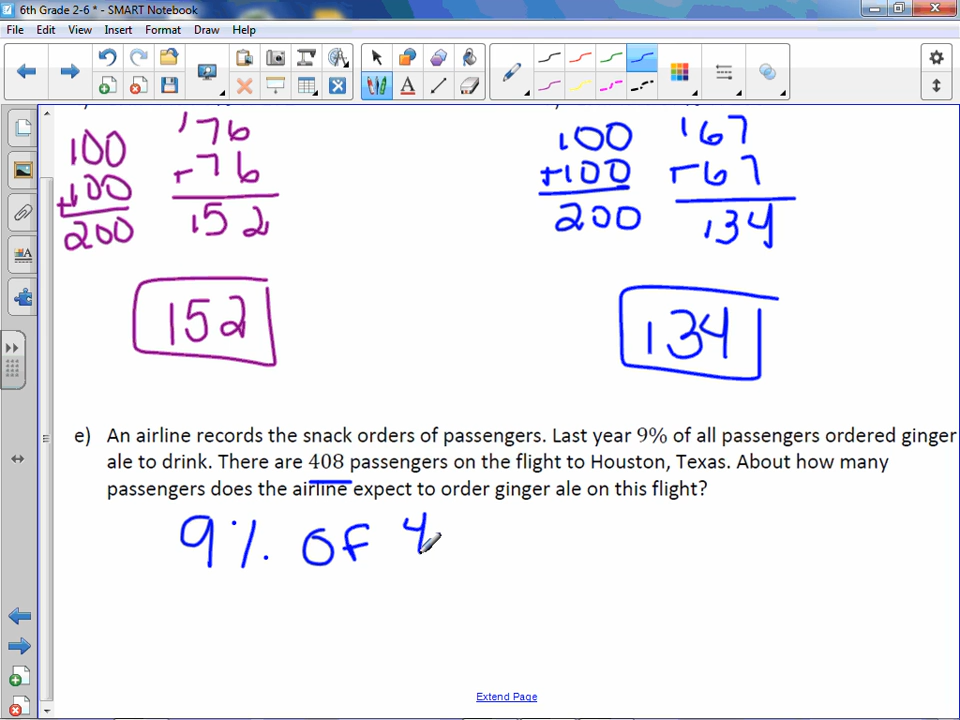 6th Grade 2-6 * - SMART Notebook
File Edit View Insert Format Draw Help
100
+100
200
176
+76
152
152
100
+100
200
167
+67
134
134
e) An airline records the snack orders of passengers. Last year 9% of all passengers ordered ginger
ale to drink. There are 408 passengers on the flight to Houston, Texas. About how many
passengers does the airline expect to order ginger ale on this flight?
9% of 4
Extend Page